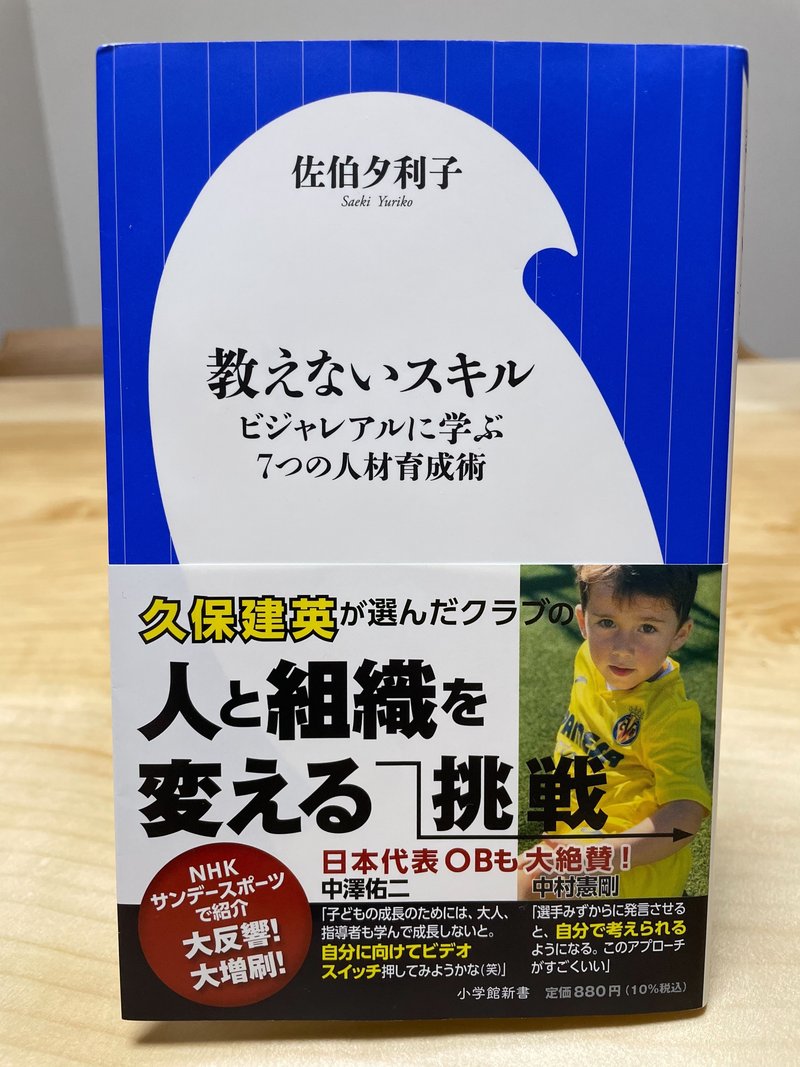 佐伯夕利子
Saeki Yuriko
教えないスキル
ビジャレアルに学ぶ
7つの人材育成術
久保建英が選んだクラブの
人と組織を
変える挑戦
日本代表OBも大絶賛!
中澤佑二
「子どもの成長のためには、大人、
指導者も学んで成長しないと。
自分に向けてビデオ
スイッチ押してみようかな(笑)」
中村憲剛
「選手みずからに発言させる
と、自分で考えられる
ようになる。このアプローチ
がすごくいい」
NHK
サンデースポーツ
で紹介
大反響!
大増刷!
小学館新書 定価880円(10%税込)